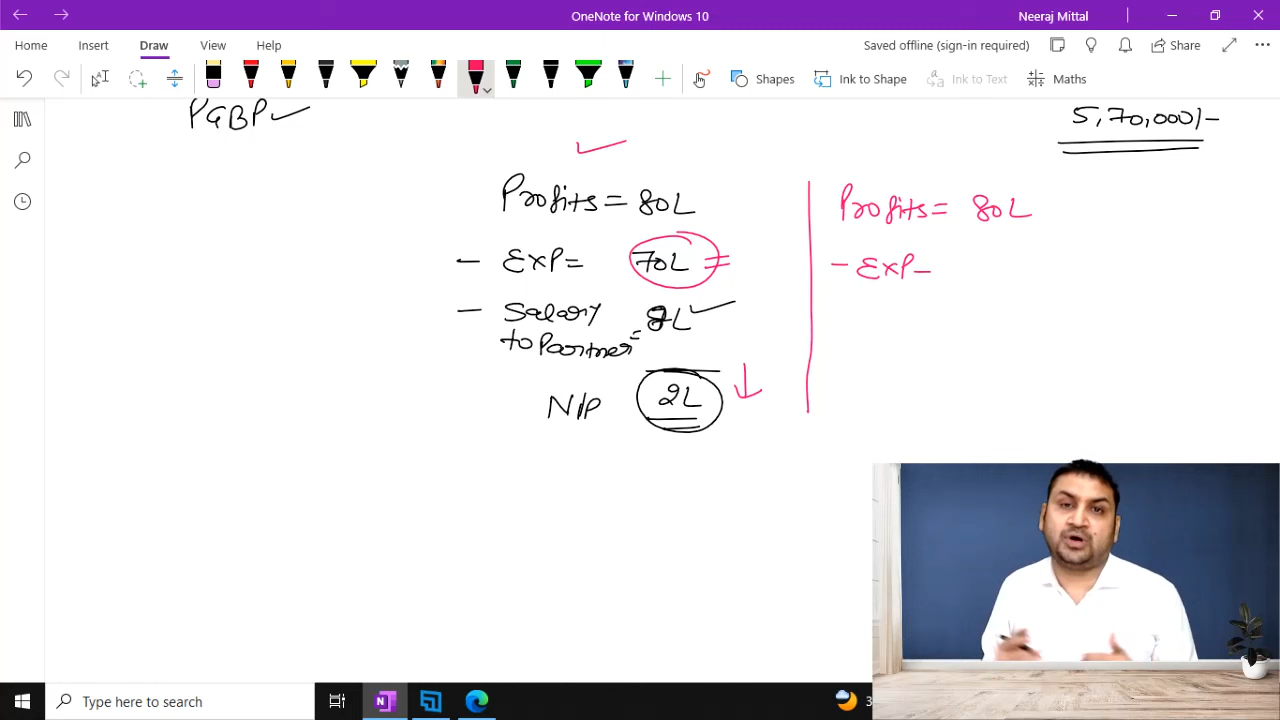 OneNote for Windows 10
Neeraj Mittal
Home Insert Draw View Help
Saved offline (sign-in required)
Share
Shapes
Ink to Shape
Ink to Text
Maths
PGBP
5,70,000/-
Profits = 80L
- Exp = 70L =
- Salary
to Partner =
N/P 2L
Profits = 80L
- Exp -
Type here to search
3